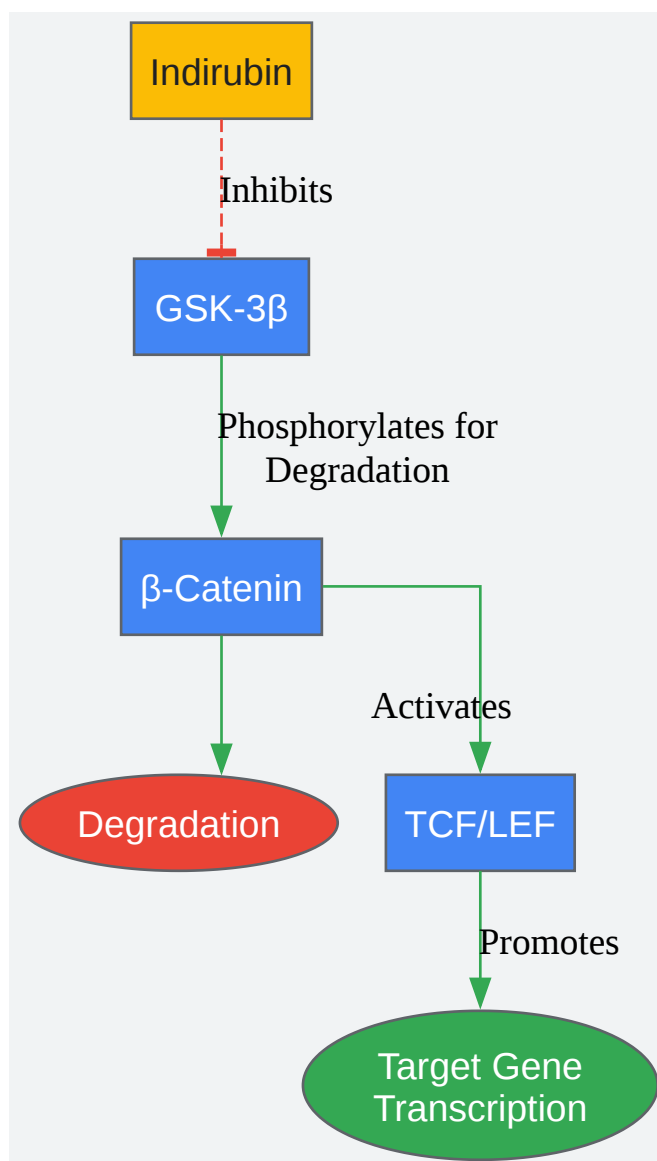 Indirubin
Inhibits
GSK-3β
Phosphorylates for
Degradation
β-Catenin
Activates
Degradation
TCF/LEF
Promotes
Target Gene
Transcription